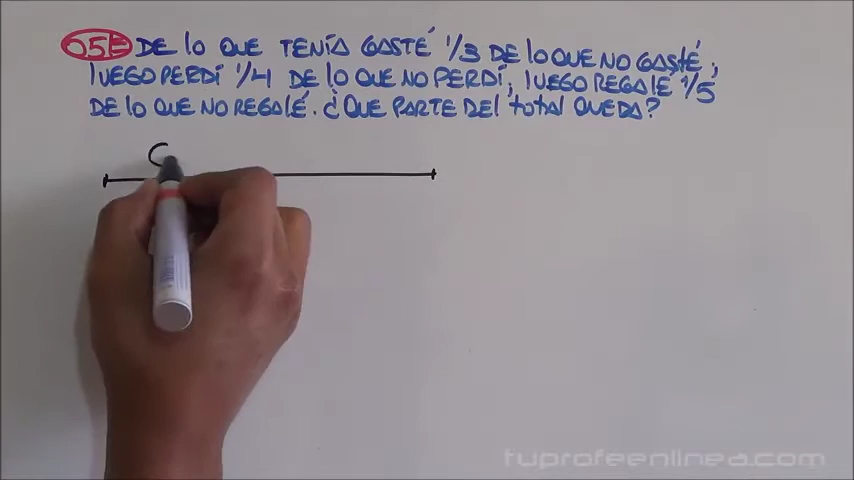 05E DE LO QUE TENÍA GASTÉ 1/3 DE LO QUE NO GASTÉ;
LUEGO PERDÍ 1/4 DE LO QUE NO PERDÍ; LUEGO REGALÉ 1/5
DE LO QUE NO REGALÉ. ¿QUE PARTE DEL TOTAL QUEDA?
tuprofeenlinea.com